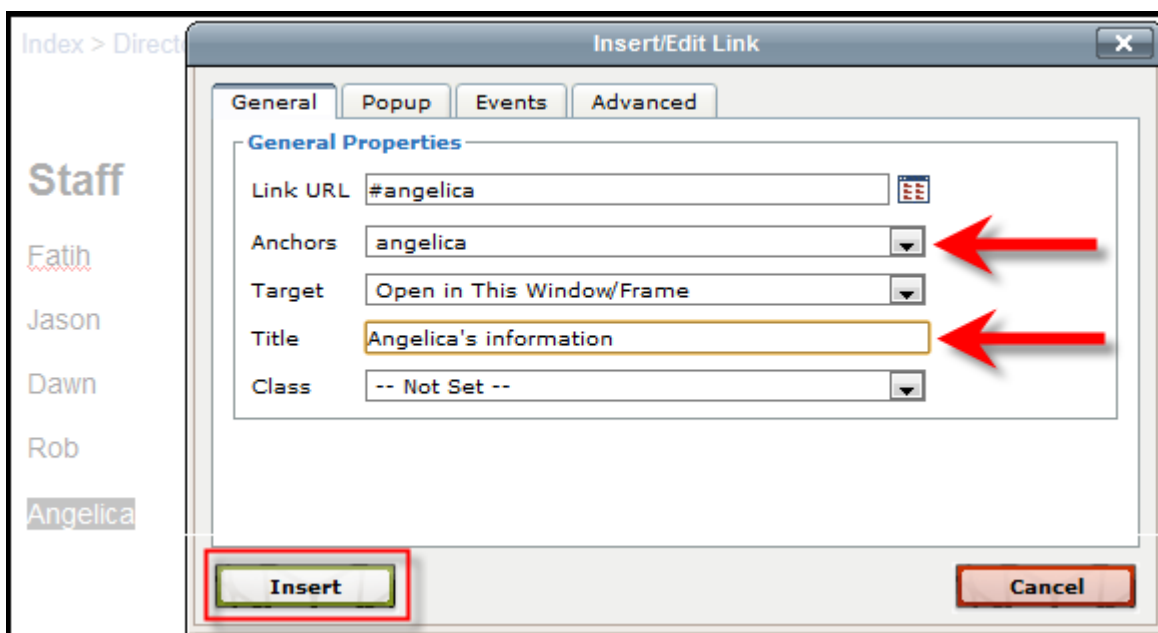 Index > Direct
Insert/Edit Link
General Popup Events Advanced
General Properties
Staff
Link URL #angelica
Anchors angelica
Fatih
Target Open in This Window/Frame
Jason
Title Angelica's information
Dawn
Class -- Not Set --
Rob
Angelica
Insert Cancel